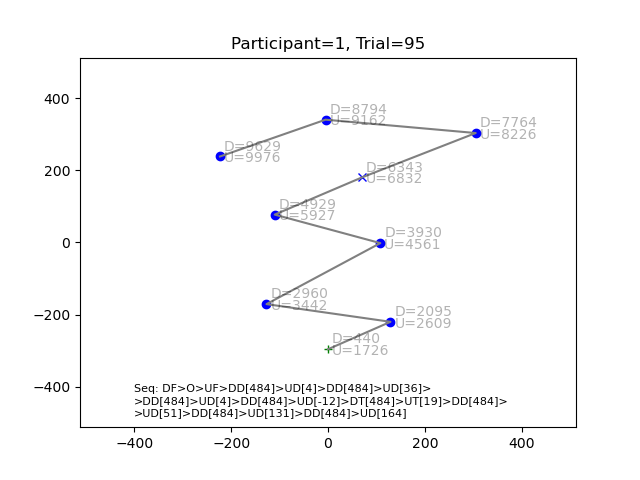 Participant=1, Trial=95
400
200
0
−200
−400
D=8794
U=9162
D=7764
U=8226
D=9629
U=9976
D=6343
U=6832
D=4929
U=5927
D=3930
U=4561
D=2960
U=3442
D=2095
U=2609
D=440
U=1726
Seq: DF>O>UF>DD[484]>UD[4]>DD[484]>UD[36]>
>DD[484]>UD[4]>DD[484]>UD[-12]>DT[484]>UT[19]>DD[484]>
>UD[51]>DD[484]>UD[131]>DD[484]>UD[164]
−400 −200 0 200 400